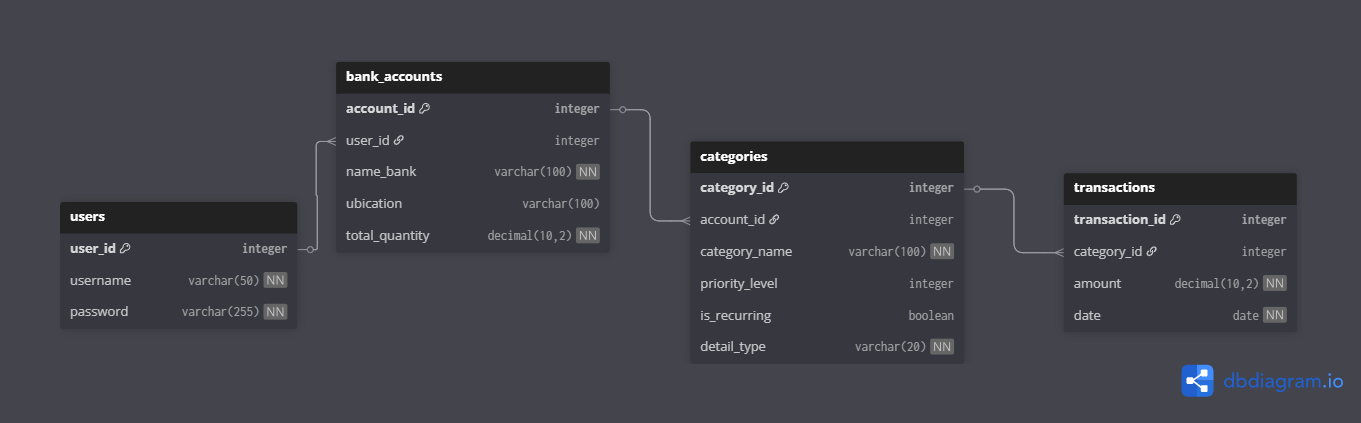 users
user_id integer
username varchar(50) NN
password varchar(255) NN
bank_accounts
account_id integer
user_id integer
name_bank varchar(100) NN
ubication varchar(100)
total_quantity decimal(10,2) NN
categories
category_id integer
account_id integer
category_name varchar(100) NN
priority_level integer
is_recurring boolean
detail_type varchar(20) NN
transactions
transaction_id integer
category_id integer
amount decimal(10,2) NN
date date NN
dbdiagram.io